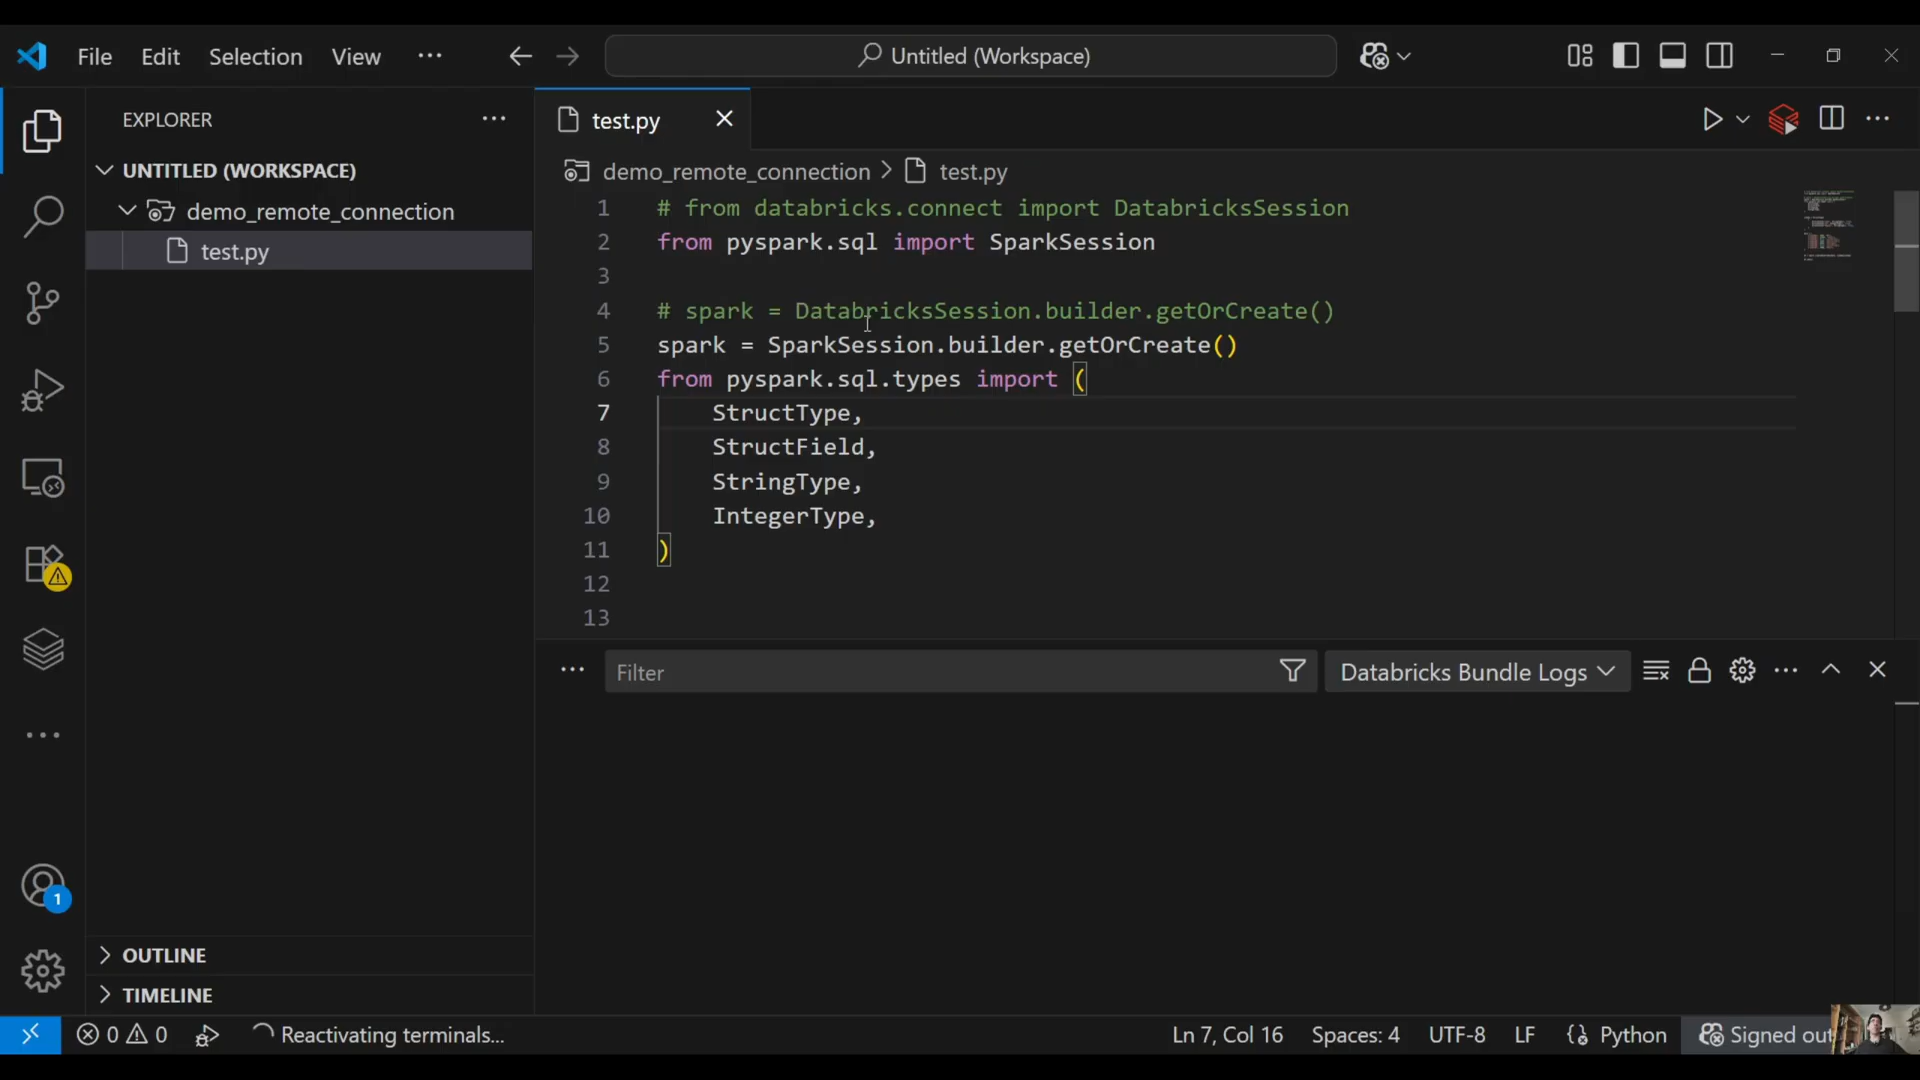 File Edit Selection View ··· Untitled (Workspace)
EXPLORER ···
UNTITLED (WORKSPACE)
demo_remote_connection
test.py
test.py
demo_remote_connection > test.py
1 # from databricks.connect import DatabricksSession
2 from pyspark.sql import SparkSession
3
4 # spark = DatabricksSession.builder.getOrCreate()
5 spark = SparkSession.builder.getOrCreate()
6 from pyspark.sql.types import (
7 StructType,
8 StructField,
9 StringType,
10 IntegerType,
11 )
12
13
Filter Databricks Bundle Logs
1
OUTLINE
TIMELINE
0 0 Reactivating terminals... Ln 7, Col 16 Spaces: 4 UTF-8 LF Python Signed out